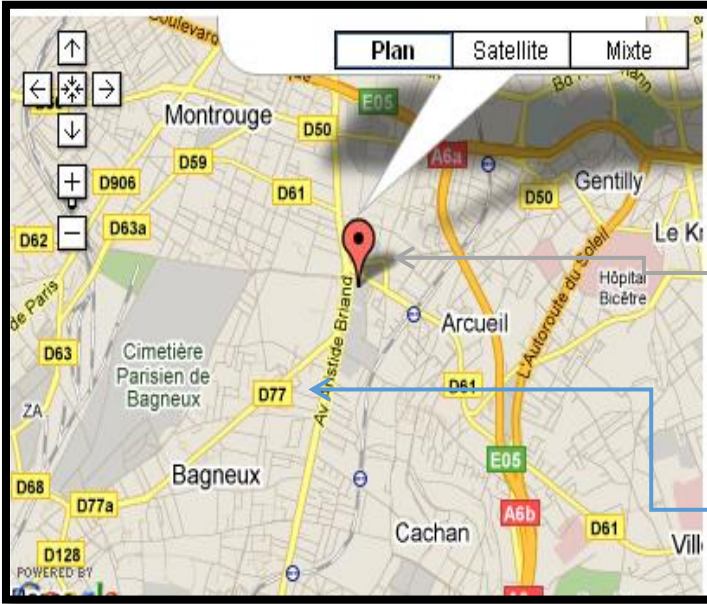 Boulevard
Plan
Satellite
Mixte
E05
Montrouge
D50
A6a
D59
D906
D61
D50
Gentilly
D63a
D62
Le Kr
de Paris
Hôpital
Bicêtre
L'Autoroute du Soleil
Av Aristide Briand
Arcueil
D63
Cimetière
Parisien de
Bagneux
D77
D61
ZA
E05
Bagneux
D68
D77a
A6b
D61
Cachan
Ville
D128
POWERED BY